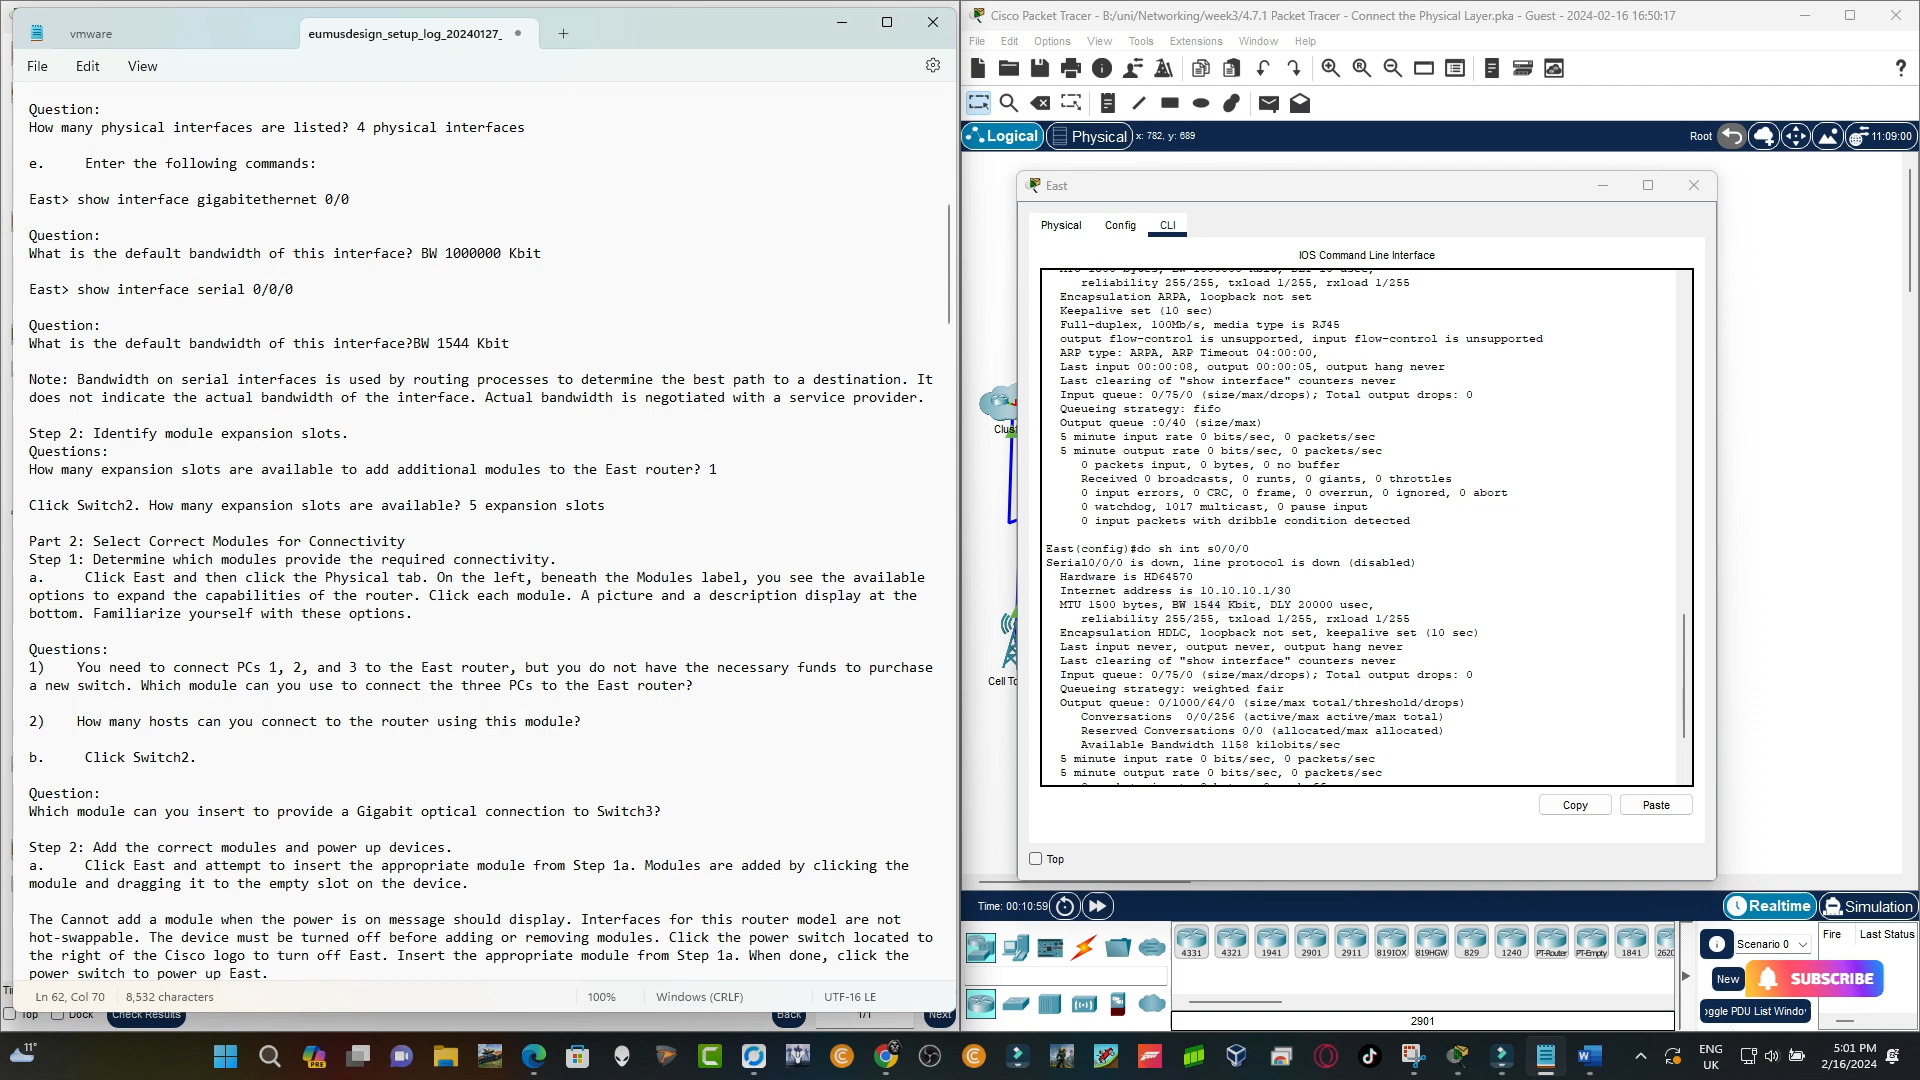 vmware
eumusdesign_setup_log_20240127_
File Edit View
Question:
How many physical interfaces are listed? 4 physical interfaces
e. Enter the following commands:
East> show interface gigabitethernet 0/0
Question:
What is the default bandwidth of this interface? BW 1000000 Kbit
East> show interface serial 0/0/0
Question:
What is the default bandwidth of this interface?BW 1544 Kbit
Note: Bandwidth on serial interfaces is used by routing processes to determine the best path to a destination. It
does not indicate the actual bandwidth of the interface. Actual bandwidth is negotiated with a service provider.
Step 2: Identify module expansion slots.
Questions:
How many expansion slots are available to add additional modules to the East router? 1
Click Switch2. How many expansion slots are available? 5 expansion slots
Part 2: Select Correct Modules for Connectivity
Step 1: Determine which modules provide the required connectivity.
a. Click East and then click the Physical tab. On the left, beneath the Modules label, you see the available
options to expand the capabilities of the router. Click each module. A picture and a description display at the
bottom. Familiarize yourself with these options.
Questions:
1) You need to connect PCs 1, 2, and 3 to the East router, but you do not have the necessary funds to purchase
a new switch. Which module can you use to connect the three PCs to the East router?
2) How many hosts can you connect to the router using this module?
b. Click Switch2.
Question:
Which module can you insert to provide a Gigabit optical connection to Switch3?
Step 2: Add the correct modules and power up devices.
a. Click East and attempt to insert the appropriate module from Step 1a. Modules are added by clicking the
module and dragging it to the empty slot on the device.
The Cannot add a module when the power is on message should display. Interfaces for this router model are not
hot-swappable. The device must be turned off before adding or removing modules. Click the power switch located to
the right of the Cisco logo to turn off East. Insert the appropriate module from Step 1a. When done, click the
power switch to power up East.
Ln 62, Col 70 8,532 characters 100% Windows (CRLF) UTF-16 LE
Top Dock Check Results Back 1/1 Next
Cisco Packet Tracer - B:/uni/Networking/week3/4.7.1 Packet Tracer - Connect the Physical Layer.pka - Guest - 2024-02-16 16:50:17
File Edit Options View Tools Extensions Window Help
Logical Physical x: 782, y: 689 Root 11:09:00
East
Physical Config CLI
IOS Command Line Interface
reliability 255/255, txload 1/255, rxload 1/255
Encapsulation ARPA, loopback not set
Keepalive set (10 sec)
Full-duplex, 100Mb/s, media type is RJ45
output flow-control is unsupported, input flow-control is unsupported
ARP type: ARPA, ARP Timeout 04:00:00,
Last input 00:00:08, output 00:00:05, output hang never
Last clearing of "show interface" counters never
Input queue: 0/75/0 (size/max/drops); Total output drops: 0
Queueing strategy: fifo
Output queue :0/40 (size/max)
5 minute input rate 0 bits/sec, 0 packets/sec
5 minute output rate 0 bits/sec, 0 packets/sec
0 packets input, 0 bytes, 0 no buffer
Received 0 broadcasts, 0 runts, 0 giants, 0 throttles
0 input errors, 0 CRC, 0 frame, 0 overrun, 0 ignored, 0 abort
0 watchdog, 1017 multicast, 0 pause input
0 input packets with dribble condition detected
East(config)#do sh int s0/0/0
Serial0/0/0 is down, line protocol is down (disabled)
Hardware is HD64570
Internet address is 10.10.10.1/30
MTU 1500 bytes, BW 1544 Kbit, DLY 20000 usec,
reliability 255/255, txload 1/255, rxload 1/255
Encapsulation HDLC, loopback not set, keepalive set (10 sec)
Last input never, output never, output hang never
Last clearing of "show interface" counters never
Input queue: 0/75/0 (size/max/drops); Total output drops: 0
Queueing strategy: weighted fair
Output queue: 0/1000/64/0 (size/max total/threshold/drops)
Conversations 0/0/256 (active/max active/max total)
Reserved Conversations 0/0 (allocated/max allocated)
Available Bandwidth 1158 kilobits/sec
5 minute input rate 0 bits/sec, 0 packets/sec
5 minute output rate 0 bits/sec, 0 packets/sec
Copy Paste
Top
Clus
Cell To
Time: 00:10:59 Realtime Simulation
4331 4321 1941 2901 2911 819IOX 819HGW 829 1240 PT-Router PT-Empty 1841 2620
2901
Scenario 0 Fire Last Status
New SUBSCRIBE
oggle PDU List Windo
11°
PRE
ENG
UK
5:01 PM
2/16/2024